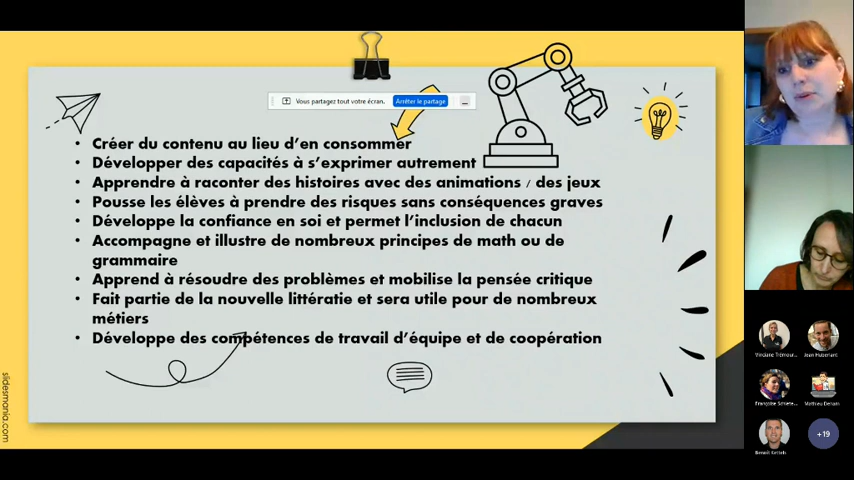 Vous partagez tout votre écran. Arrêter le partage
• Créer du contenu au lieu d'en consommer
• Développer des capacités à s'exprimer autrement
• Apprendre à raconter des histoires avec des animations / des jeux
• Pousse les élèves à prendre des risques sans conséquences graves
• Développe la confiance en soi et permet l'inclusion de chacun
• Accompagne et illustre de nombreux principes de math ou de
grammaire
• Apprend à résoudre des problèmes et mobilise la pensée critique
• Fait partie de la nouvelle littératie et sera utile pour de nombreux
métiers
• Développe des compétences de travail d'équipe et de coopération
slidesmania.com
+19